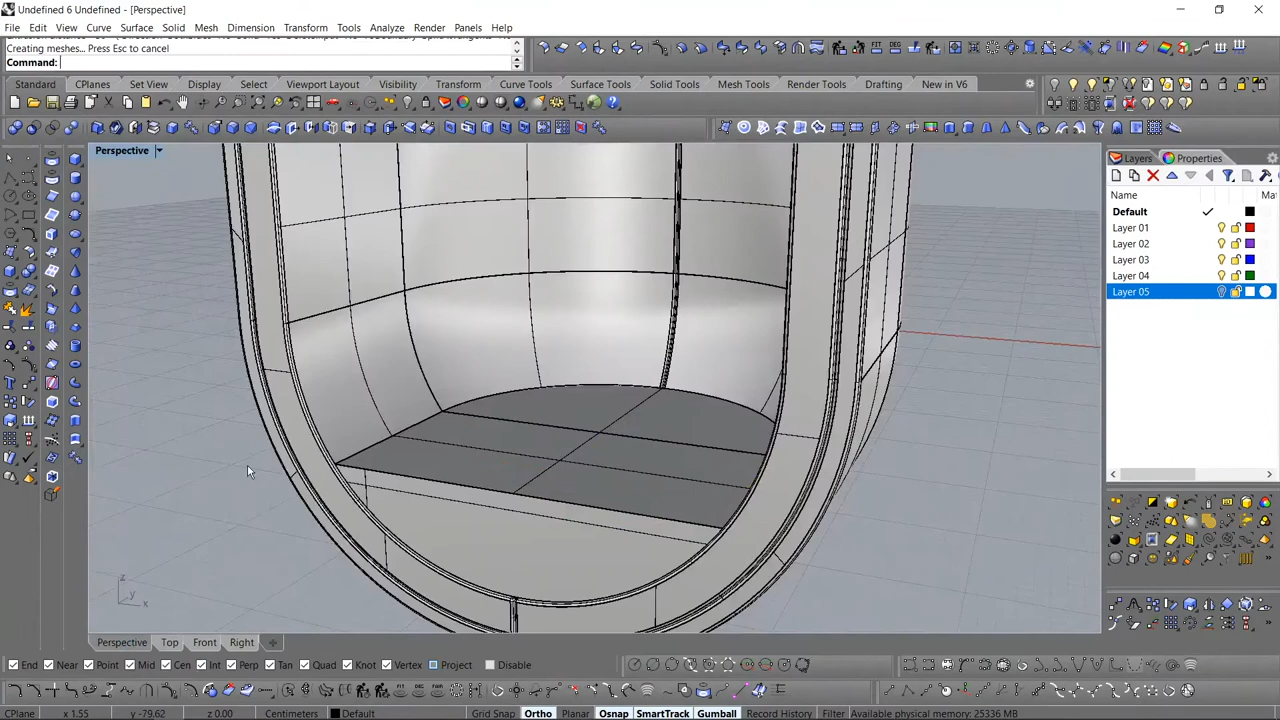 Undefined 6 Undefined - [Perspective]
File Edit View Curve Surface Solid Mesh Dimension Transform Tools Analyze Render Panels Help
Creating meshes... Press Esc to cancel
Command:
Standard CPlanes Set View Display Select Viewport Layout Visibility Transform Curve Tools Surface Tools Solid Tools Mesh Tools Render Tools Drafting New in V6
Perspective
Layers Properties
Name Ma
Default
Layer 01
Layer 02
Layer 03
Layer 04
Layer 05
z
y
x
Perspective Top Front Right
End Near Point Mid Cen Int Perp Tan Quad Knot Vertex Project Disable
CPlane x 1.55 y -79.62 z 0.00 Centimeters Default Grid Snap Ortho Planar Osnap SmartTrack Gumball Record History Filter Available physical memory: 25336 MB